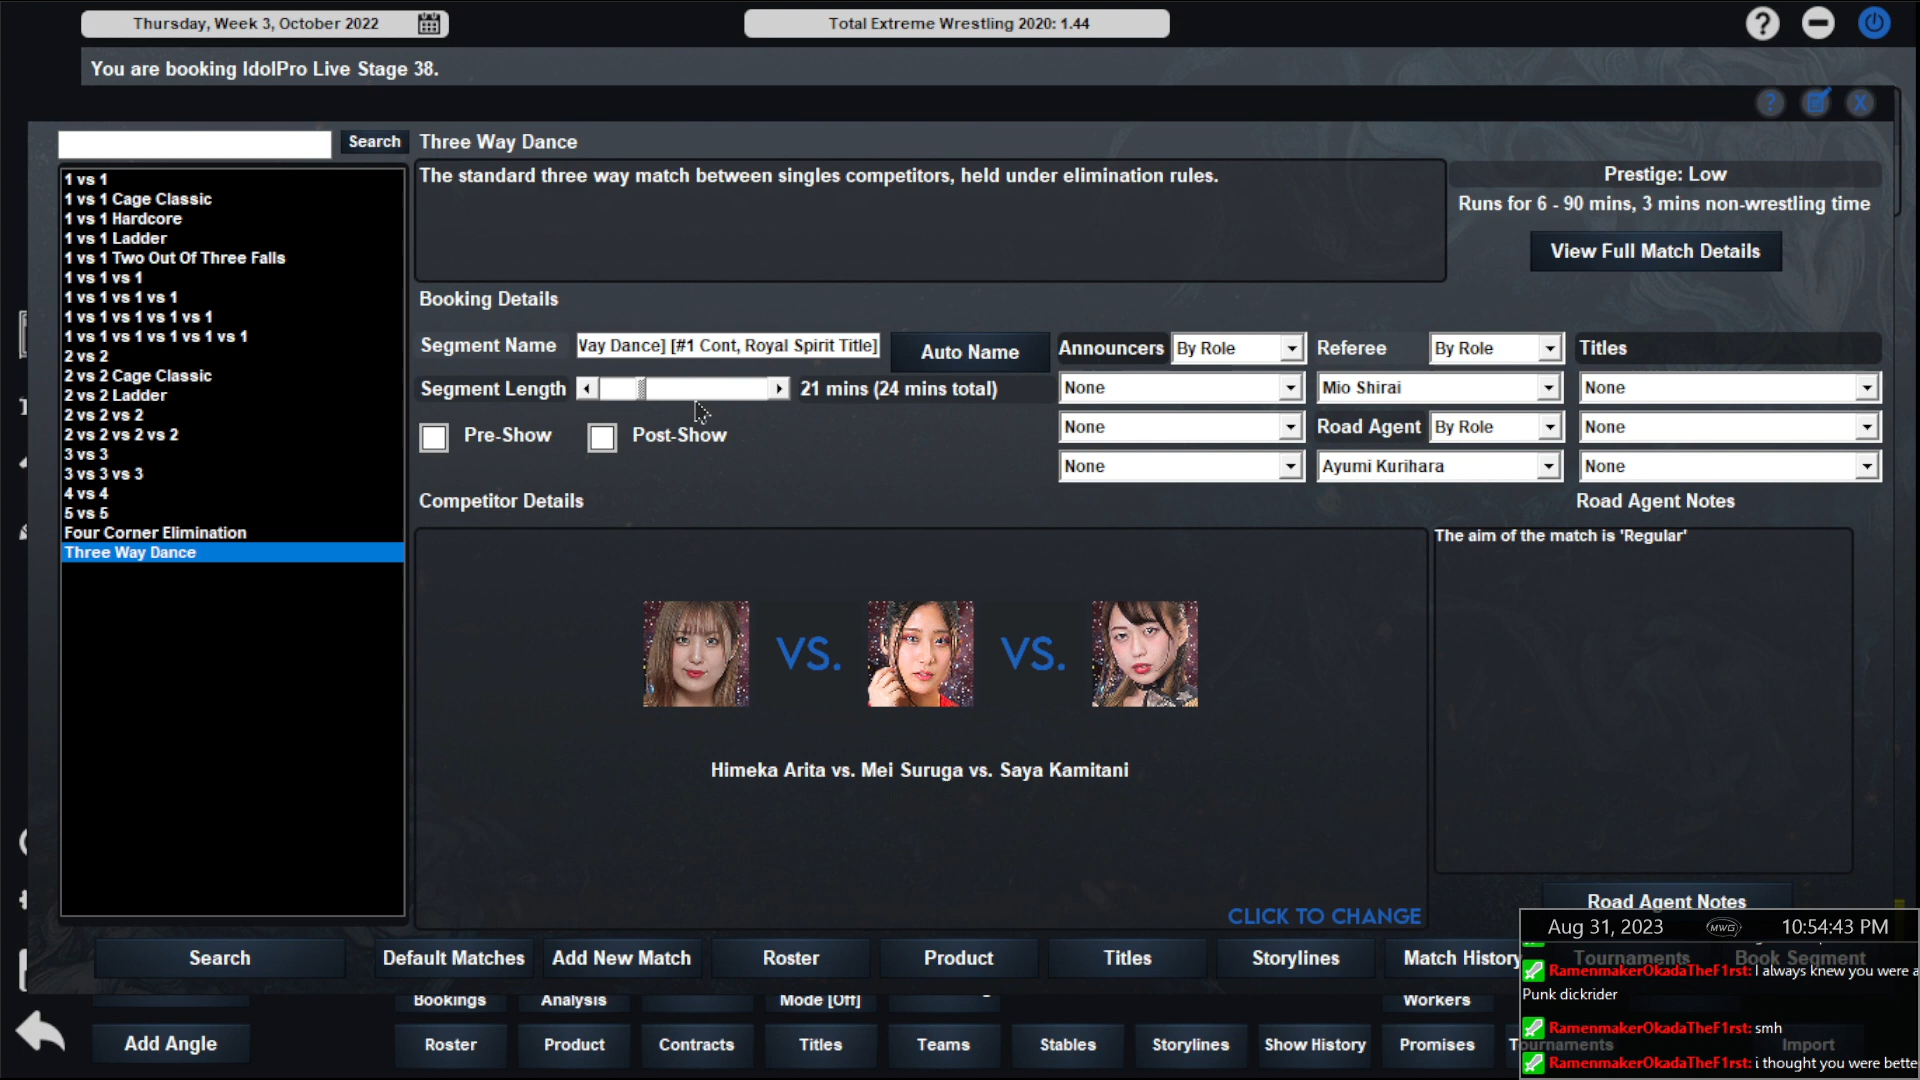 Thursday, Week 3, October 2022
Total Extreme Wrestling 2020: 1.44
?
You are booking IdolPro Live Stage 38.
?
X
Search
Three Way Dance
The standard three way match between singles competitors, held under elimination rules.
Prestige: Low
Runs for 6 - 90 mins, 3 mins non-wrestling time
View Full Match Details
1 vs 1
1 vs 1 Cage Classic
1 vs 1 Hardcore
1 vs 1 Ladder
1 vs 1 Two Out Of Three Falls
1 vs 1 vs 1
1 vs 1 vs 1 vs 1
1 vs 1 vs 1 vs 1 vs 1
1 vs 1 vs 1 vs 1 vs 1 vs 1
2 vs 2
2 vs 2 Cage Classic
2 vs 2 Ladder
2 vs 2 vs 2
2 vs 2 vs 2 vs 2
3 vs 3
3 vs 3 vs 3
4 vs 4
5 vs 5
Four Corner Elimination
Three Way Dance
Booking Details
Segment Name
Way Dance] [#1 Cont, Royal Spirit Title]
Auto Name
Announcers
By Role
Referee
By Role
Titles
Segment Length
21 mins (24 mins total)
None
Mio Shirai
None
Pre-Show
Post-Show
None
Road Agent
By Role
None
None
Ayumi Kurihara
None
Competitor Details
Road Agent Notes
The aim of the match is 'Regular'
VS.
VS.
Himeka Arita vs. Mei Suruga vs. Saya Kamitani
CLICK TO CHANGE
Road Agent Notes
Search
Default Matches
Add New Match
Roster
Product
Titles
Storylines
Match History
Tournaments
Book Segment
Bookings
Analysis
Mode [Off]
Workers
Add Angle
Roster
Product
Contracts
Titles
Teams
Stables
Storylines
Show History
Promises
Tournaments
Import
Aug 31, 2023
MWG
10:54:43 PM
RamenmakerOkadaTheF1rst: I always knew you were a
Punk dickrider
RamenmakerOkadaTheF1rst: smh
RamenmakerOkadaTheF1rst: i thought you were bette